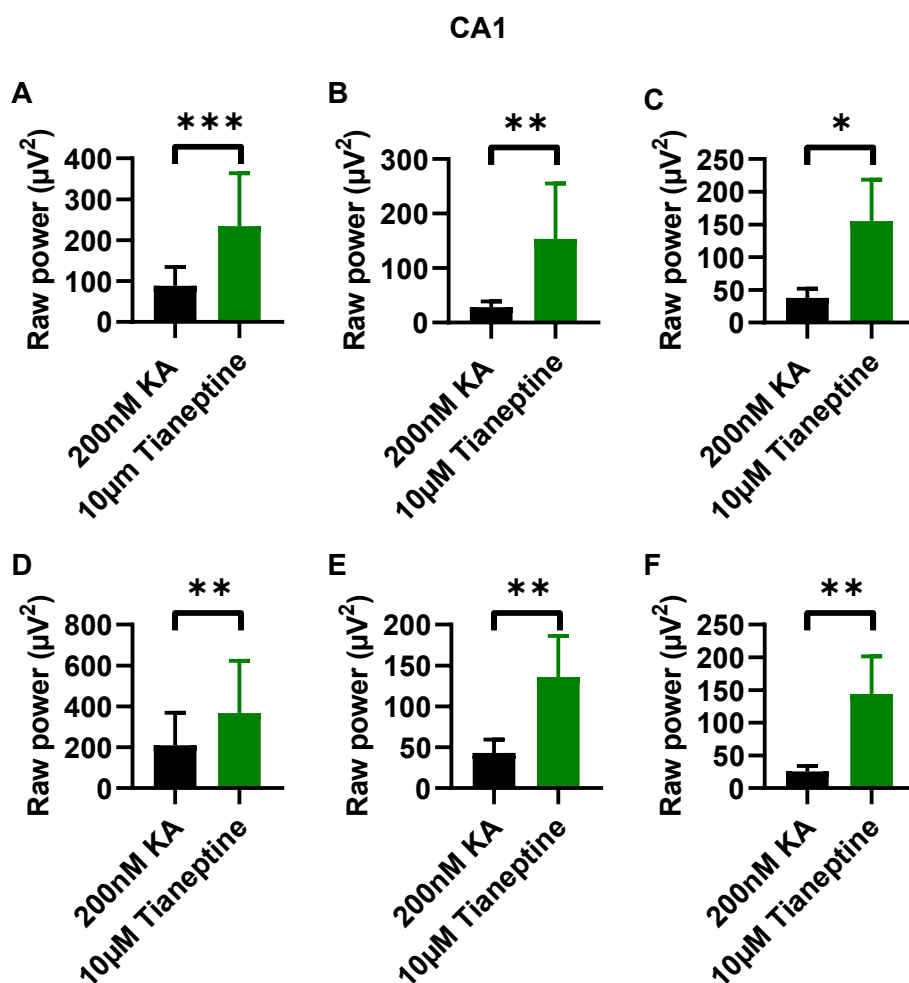 CA1
A
***
Raw power (µV²)
400
300
200
100
0
200nM KA
10µm Tianeptine
B
**
Raw power (µV²)
300
200
100
0
200nM KA
10µM Tianeptine
C
*
Raw power (µV²)
250
200
150
100
50
0
200nM KA
10µM Tianeptine
D
**
Raw power (µV²)
800
600
400
200
0
200nM KA
10µM Tianeptine
E
**
Raw power (µV²)
200
150
100
50
0
200nM KA
10µM Tianeptine
F
**
Raw power (µV²)
250
200
150
100
50
0
200nM KA
10µM Tianeptine